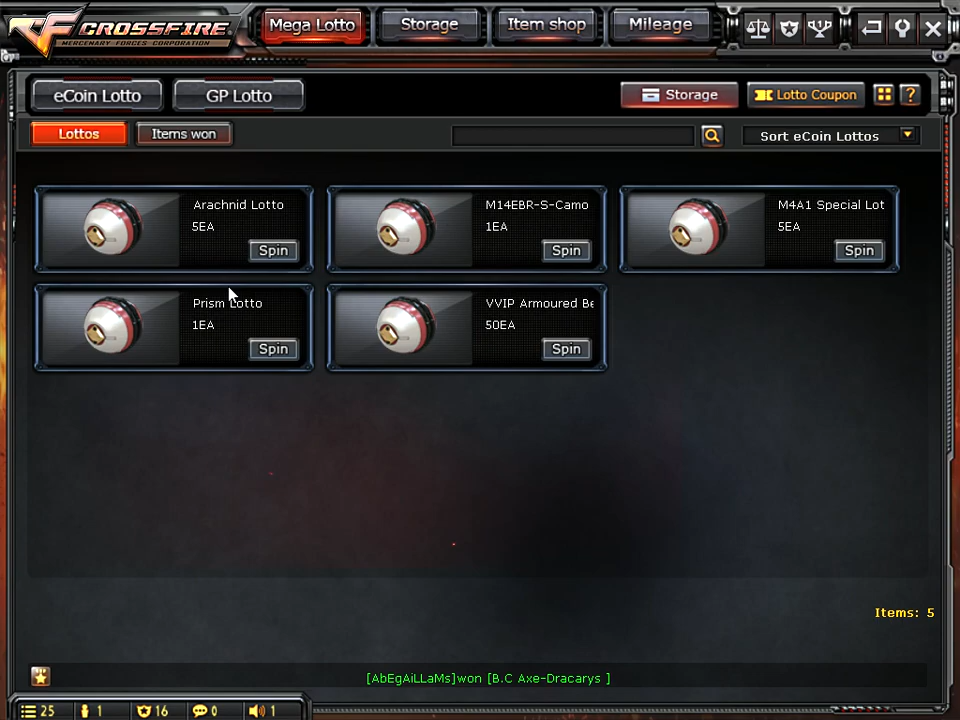 CROSSFIRE
MERCENARY FORCES CORPORATION
Mega Lotto
Storage
Item shop
Mileage
eCoin Lotto
GP Lotto
Storage
Lotto Coupon
?
Lottos
Items won
Sort eCoin Lottos
Arachnid Lotto
5EA
Spin
M14EBR-S-Camo
1EA
Spin
M4A1 Special Lot
5EA
Spin
Prism Lotto
1EA
Spin
VVIP Armoured Be
50EA
Spin
Items: 5
[AbEgAiLLaMs]won [B.C Axe-Dracarys ]
25
1
16
0
1